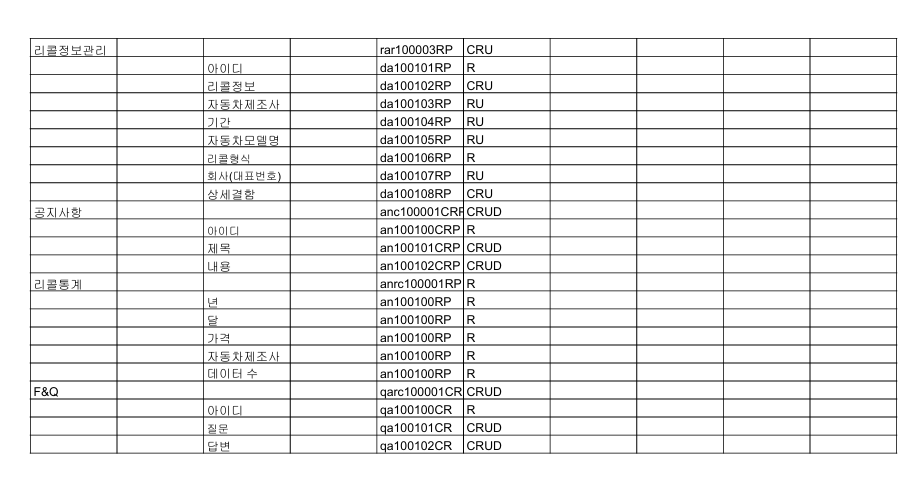 리콜정보관리 rar100003RP CRU
아이디 da100101RP R
리콜정보 da100102RP CRU
자동차제조사 da100103RP RU
기간 da100104RP RU
자동차모델명 da100105RP RU
리콜형식 da100106RP R
회사(대표번호) da100107RP RU
상세결함 da100108RP CRU
공지사항 anc100001CRP CRUD
아이디 an100100CRP R
제목 an100101CRP CRUD
내용 an100102CRP CRUD
리콜통계 anrc100001RP R
년 an100100RP R
달 an100100RP R
가격 an100100RP R
자동차제조사 an100100RP R
데이터 수 an100100RP R
F&Q qarc100001CR CRUD
아이디 qa100100CR R
질문 qa100101CR CRUD
답변 qa100102CR CRUD